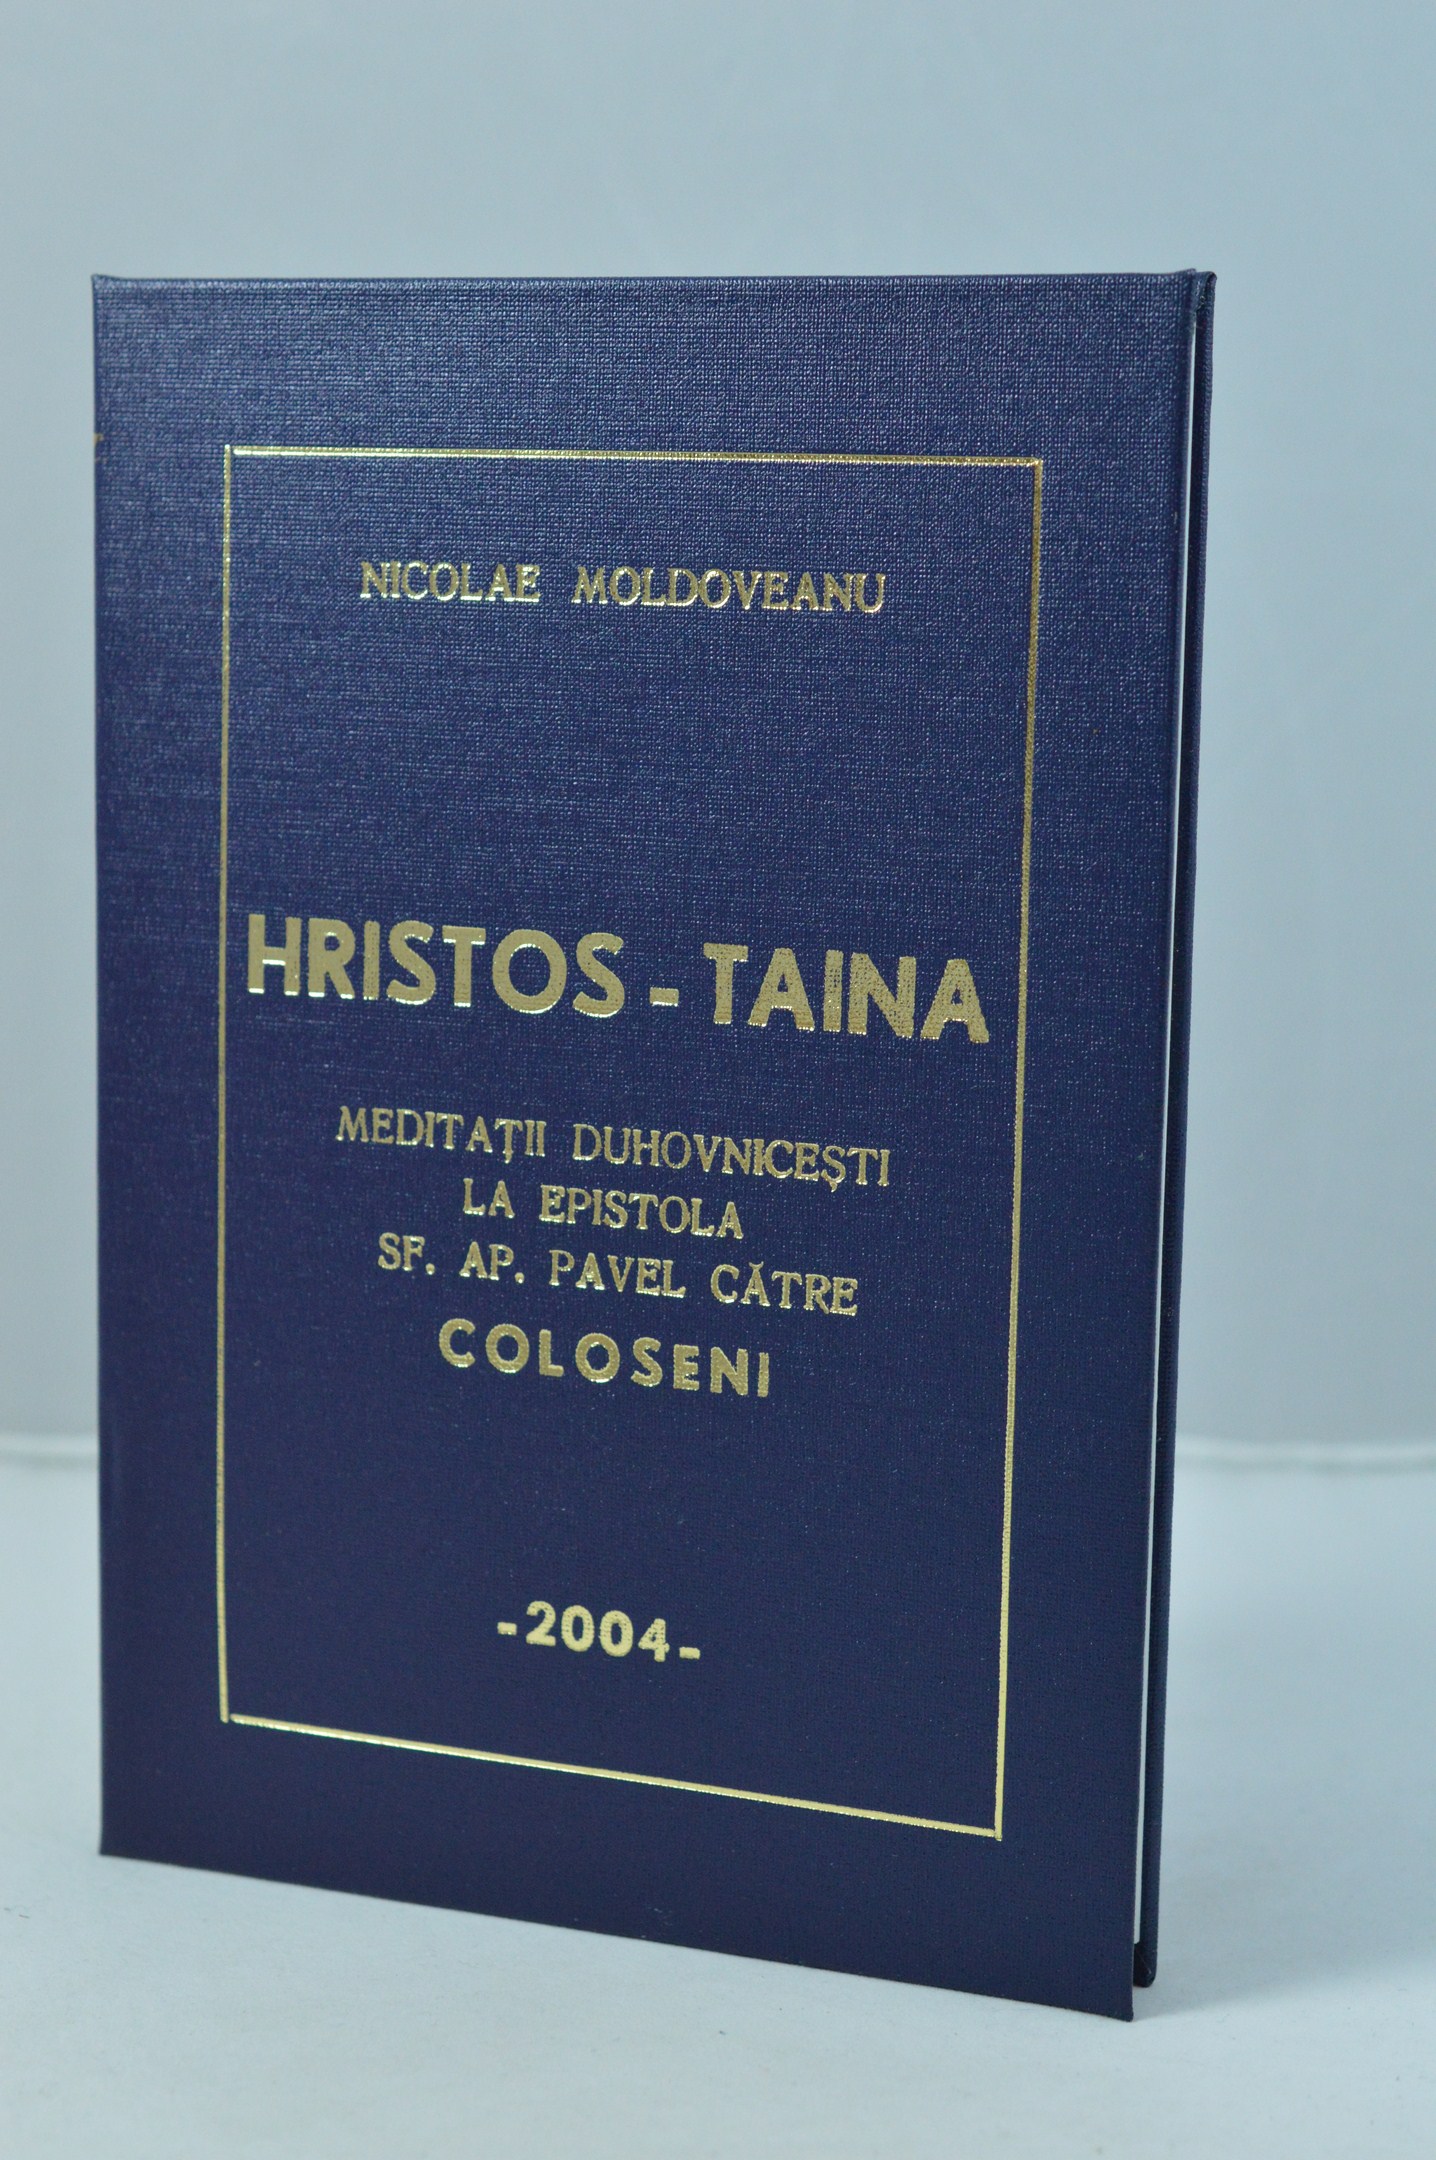 NICOLAE MOLDOVEANU
HRISTOS - TAINA
MEDITAȚII DUHOVNICEȘTI
LA EPISTOLA
SF. AP. PAVEL CĂTRE
COLOSENI
-2004-